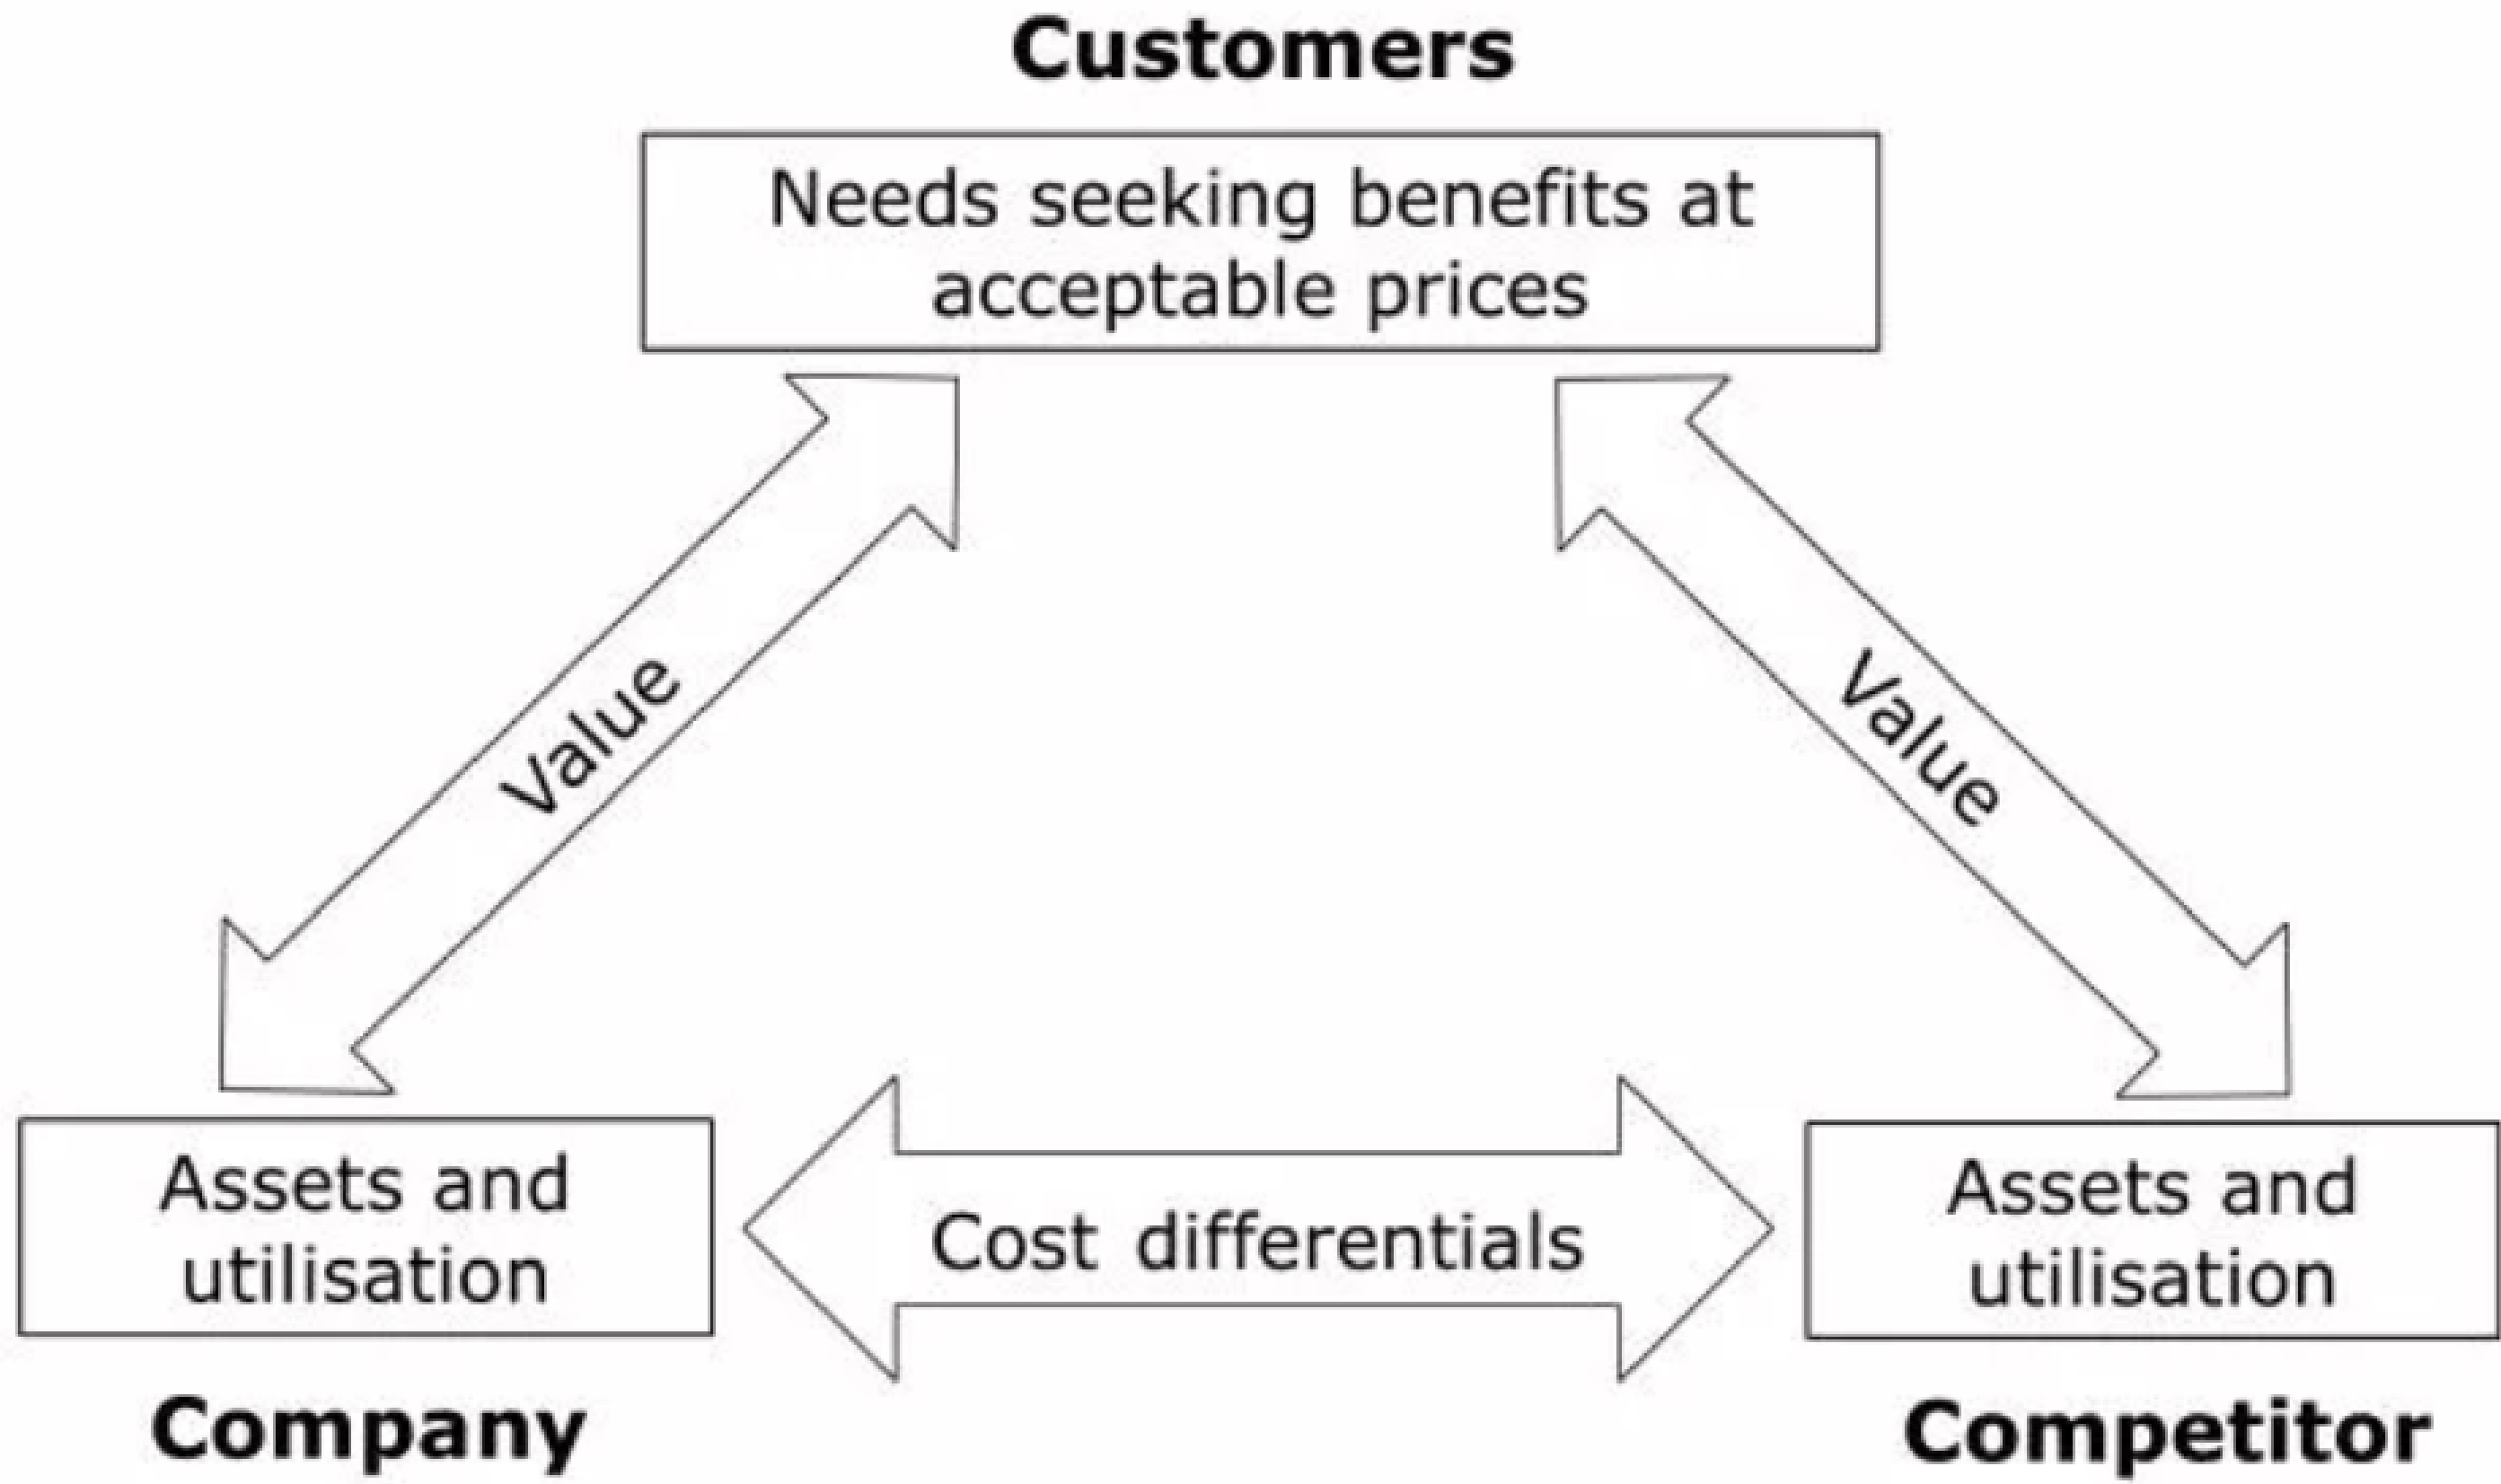 Customers
Needs seeking benefits at
acceptable prices
Value
Value
Assets and
utilisation
Cost differentials
Assets and
utilisation
Company
Competitor